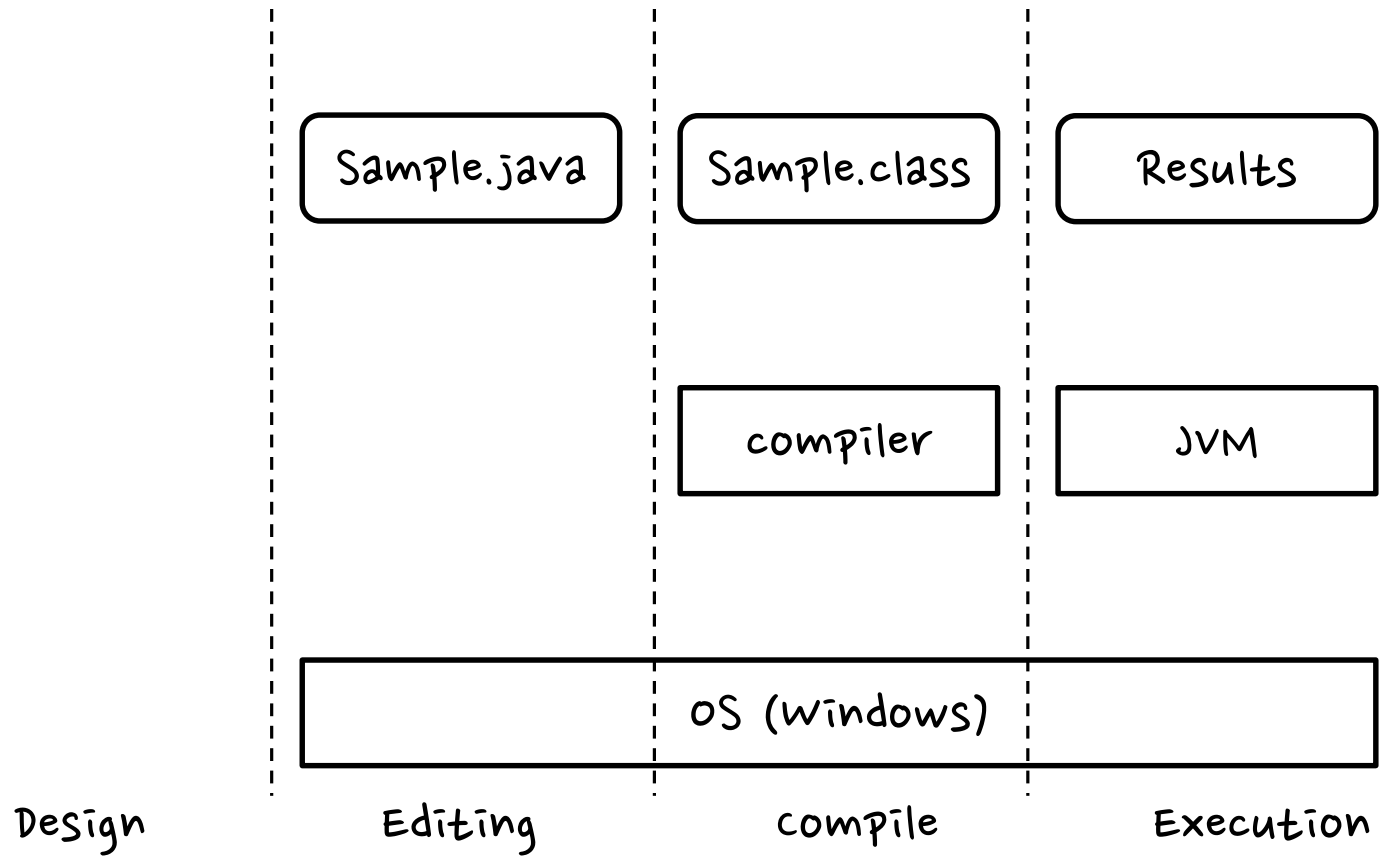 Sample.java
Sample.class
Results
compiler
JVM
OS (Windows)
Design
Editing
Compile
Execution